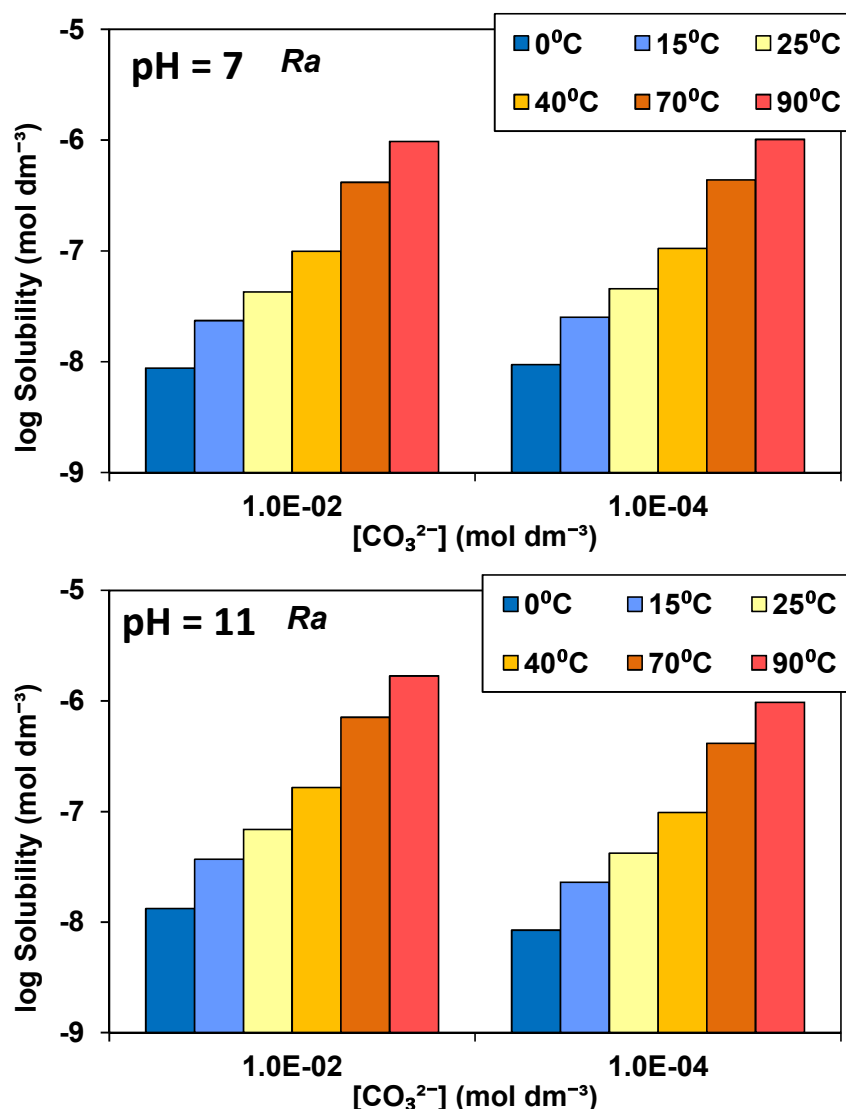 pH = 7 Ra
0⁰C 15⁰C 25⁰C
40⁰C 70⁰C 90⁰C
log Solubility (mol dm⁻³)
-5
-6
-7
-8
-9
1.0E-02 1.0E-04
[CO₃²⁻] (mol dm⁻³)
pH = 11 Ra
0⁰C 15⁰C 25⁰C
40⁰C 70⁰C 90⁰C
log Solubility (mol dm⁻³)
-5
-6
-7
-8
-9
1.0E-02 1.0E-04
[CO₃²⁻] (mol dm⁻³)